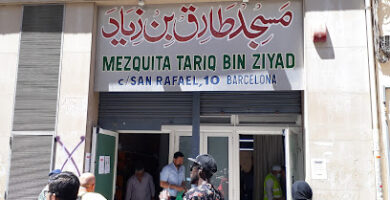 مسجد طارق بن زياد
MEZQUITA TARIQ BIN ZIYAD
c/SAN RAFAEL, 10 BARCELONA